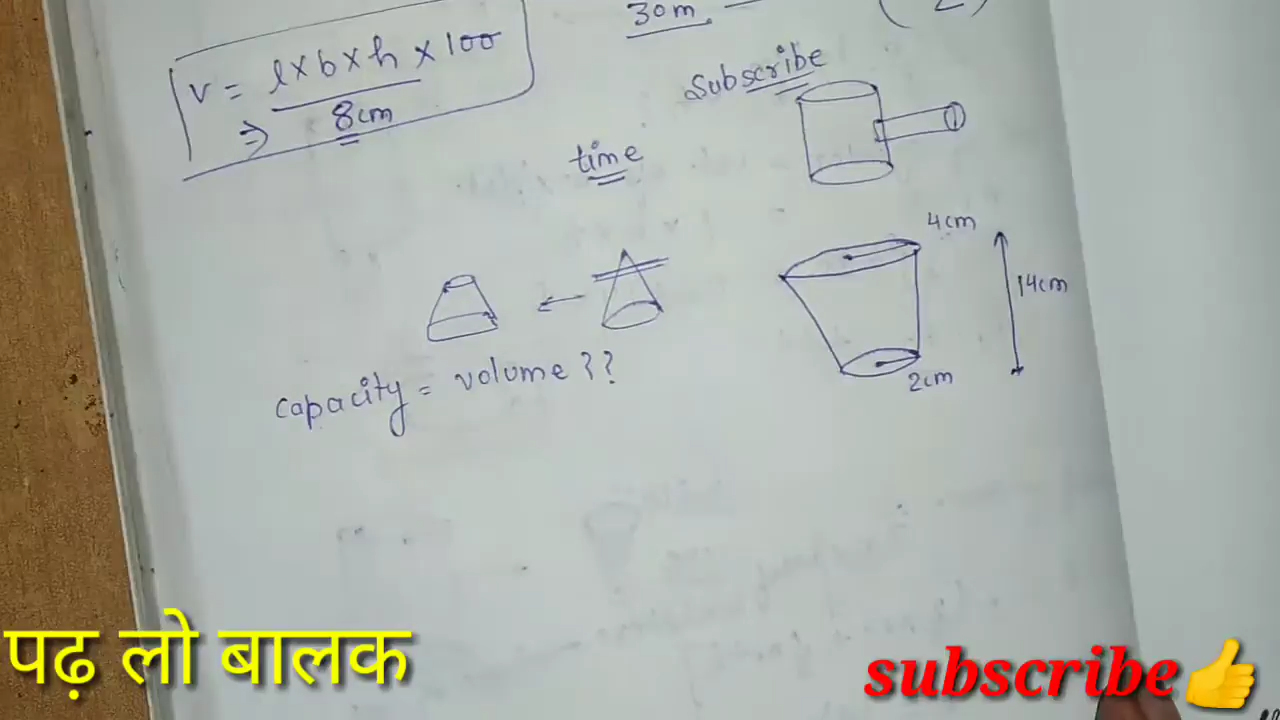 30m
V = l×b×h × 100
⇒ 8cm
Subscribe
time
4cm
14cm
2cm
capacity = volume ??
पढ़ लो बालक
subscribe